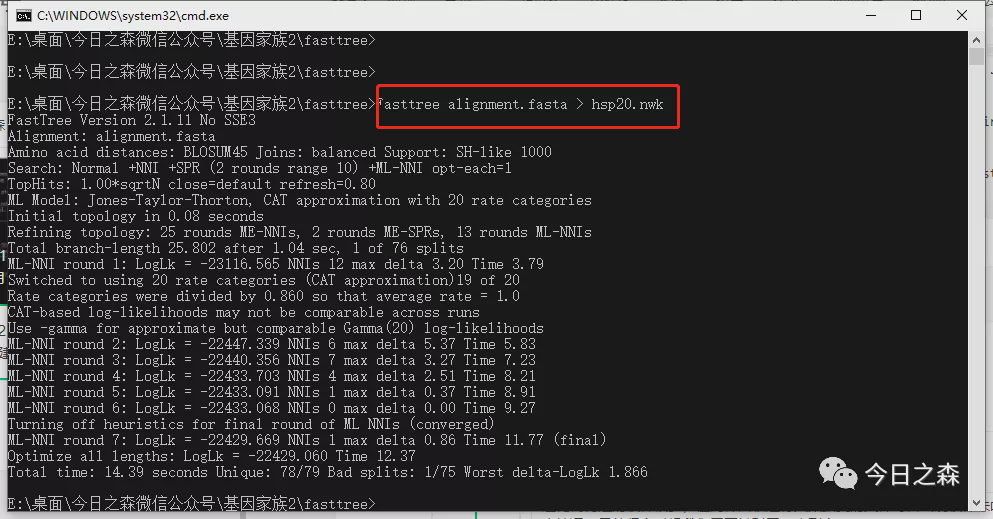 C:\WINDOWS\system32\cmd.exe
E:\桌面\今日之森微信公众号\基因家族2\fasttree>
E:\桌面\今日之森微信公众号\基因家族2\fasttree>
E:\桌面\今日之森微信公众号\基因家族2\fasttree>fasttree alignment.fasta > hsp20.nwk
FastTree Version 2.1.11 No SSE3
Alignment: alignment.fasta
Amino acid distances: BLOSUM45 Joins: balanced Support: SH-like 1000
Search: Normal +NNI +SPR (2 rounds range 10) +ML-NNI opt-each=1
TopHits: 1.00*sqrtN close=default refresh=0.80
ML Model: Jones-Taylor-Thorton, CAT approximation with 20 rate categories
Initial topology in 0.08 seconds
Refining topology: 25 rounds ME-NNIs, 2 rounds ME-SPRs, 13 rounds ML-NNIs
Total branch-length 25.802 after 1.04 sec, 1 of 76 splits
ML-NNI round 1: LogLk = -23116.565 NNIs 12 max delta 3.20 Time 3.79
Switched to using 20 rate categories (CAT approximation)19 of 20
Rate categories were divided by 0.860 so that average rate = 1.0
CAT-based log-likelihoods may not be comparable across runs
Use -gamma for approximate but comparable Gamma(20) log-likelihoods
ML-NNI round 2: LogLk = -22447.339 NNIs 6 max delta 5.37 Time 5.83
ML-NNI round 3: LogLk = -22440.356 NNIs 7 max delta 3.27 Time 7.23
ML-NNI round 4: LogLk = -22433.703 NNIs 4 max delta 2.51 Time 8.21
ML-NNI round 5: LogLk = -22433.091 NNIs 1 max delta 0.37 Time 8.91
ML-NNI round 6: LogLk = -22433.068 NNIs 0 max delta 0.00 Time 9.27
Turning off heuristics for final round of ML NNIs (converged)
ML-NNI round 7: LogLk = -22429.669 NNIs 1 max delta 0.86 Time 11.77 (final)
Optimize all lengths: LogLk = -22429.060 Time 12.37
Total time: 14.39 seconds Unique: 78/79 Bad splits: 1/75 Worst delta-LogLk 1.866
今日之森
E:\桌面\今日之森微信公众号\基因家族2\fasttree>